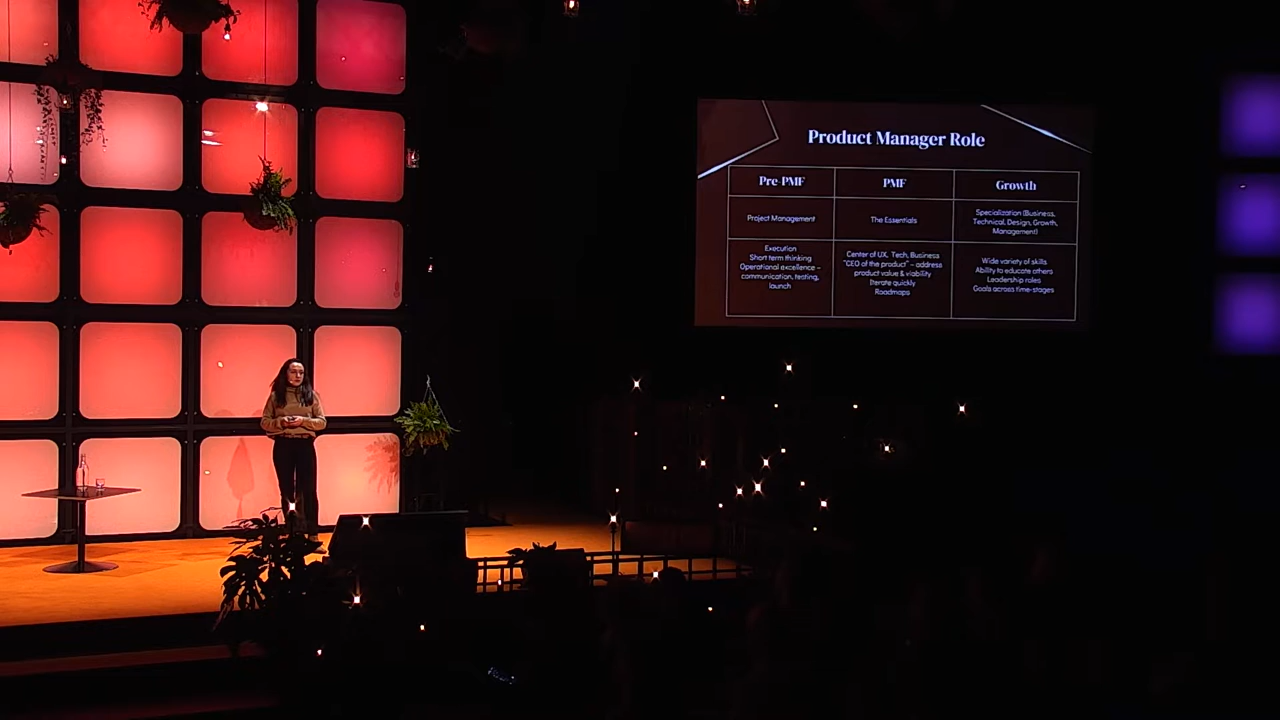 Product Manager Role
Pre-PMF
PMF
Growth
Project Management
The Essentials
Specialization (Business,
Technical, Design, Growth,
Management)
Execution
Short term thinking
Operational excellence –
communication, testing,
launch
Center of UX, Tech, Business
"CEO of the product" – address
product value & viability
Iterate quickly
Roadmaps
Wide variety of skills
Ability to educate others
Leadership roles
Goals across time-stages